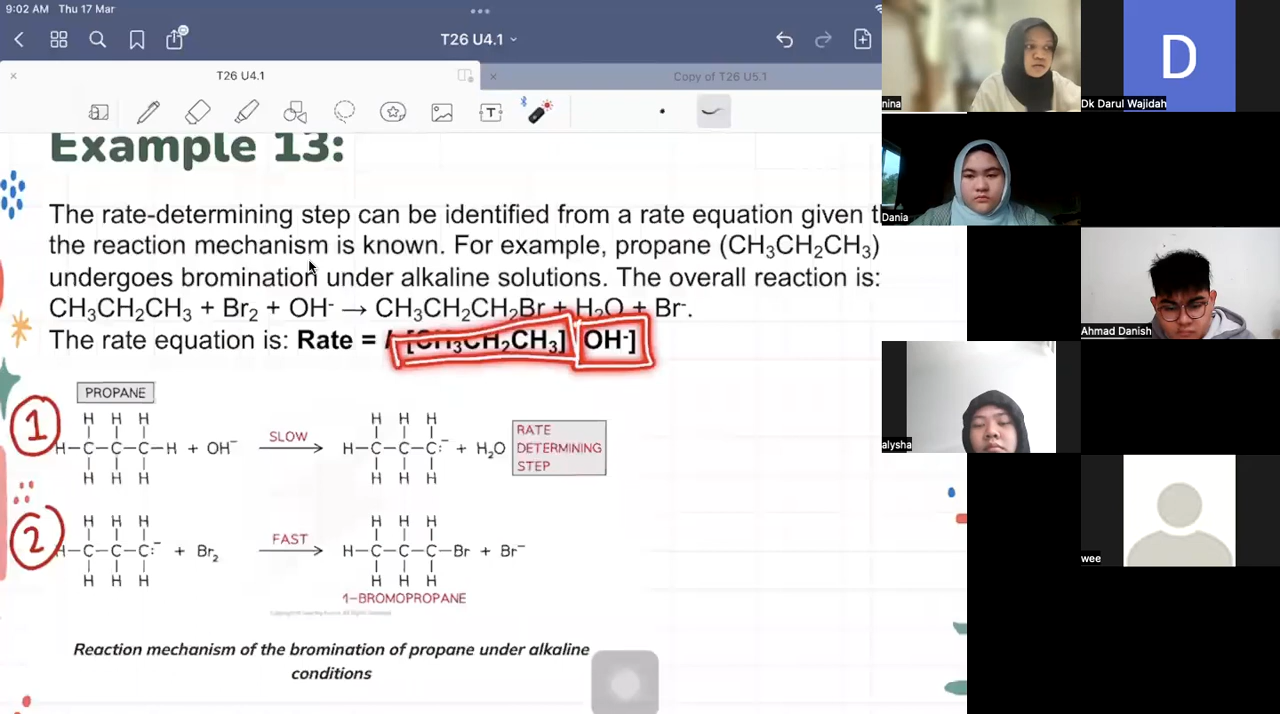 9:02 AM Thu 17 Mar
T26 U4.1
T26 U4.1
Copy of T26 U5.1
T
Example 13:
The rate-determining step can be identified from a rate equation given t
the reaction mechanism is known. For example, propane (CH₃CH₂CH₃)
undergoes bromination under alkaline solutions. The overall reaction is:
CH₃CH₂CH₃ + Br₂ + OH⁻ → CH₃CH₂CH₂Br + H₂O + Br⁻.
The rate equation is: Rate = [CH₃CH₂CH₃] OH⁻]
PROPANE
1
H H H
H-C-C-C-H + OH⁻
H H H
SLOW
H H H
H-C-C-C:⁻ + H₂O
H H H
RATE
DETERMINING
STEP
2
H H H
H-C-C-C:⁻ + Br₂
H H H
FAST
H H H
H-C-C-C-Br + Br⁻
H H H
1-BROMOPROPANE
Reaction mechanism of the bromination of propane under alkaline
conditions
nina
D
Dk Darul Wajidah
Dania
Ahmad Danish
alysha
wee